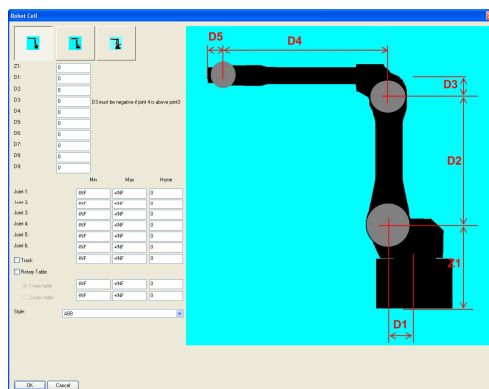 Robot Cell
Z1: 0
D1: 0
D2: 0
D3: 0 D3 must be negative if joint 4 is above joint3
D4: 0
D5: 0
D6: 0
D7: 0
D8: 0
D9: 0
Min Max Home
Joint 1: -INF +INF 0
Joint 2: -INF +INF 0
Joint 3: -INF +INF 0
Joint 4: -INF +INF 0
Joint 5: -INF +INF 0
Joint 6: -INF +INF 0
Track
Rotary Table
1 Axis table -INF +INF 0
2 Axes table -INF +INF 0
Style: ABB
OK Cancel
D5
D4
D3
D2
Z1
D1